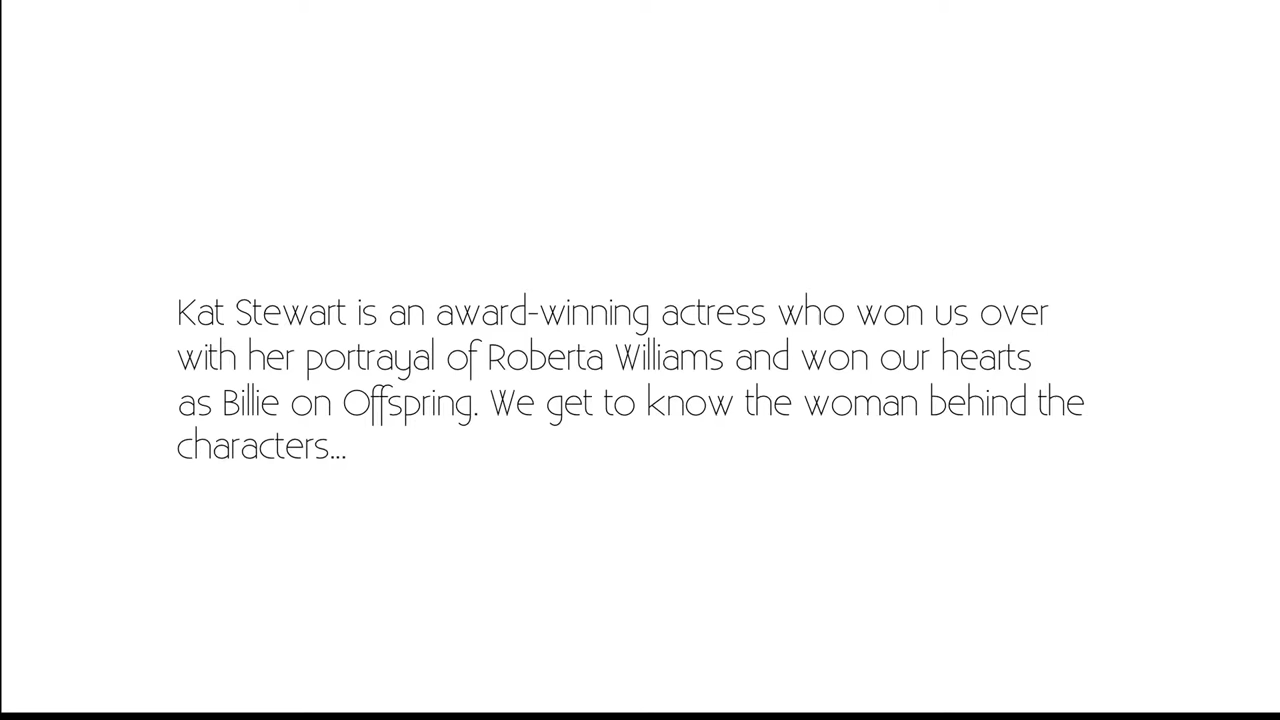 Kat Stewart is an award-winning actress who won us over
with her portrayal of Roberta Williams and won our hearts
as Billie on Offspring. We get to know the woman behind the
characters...